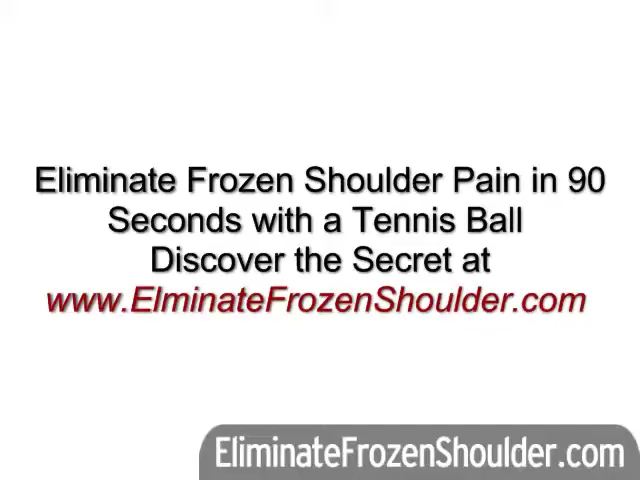 Eliminate Frozen Shoulder Pain in 90
Seconds with a Tennis Ball
Discover the Secret at
www.ElminateFrozenShoulder.com
EliminateFrozenShoulder.com